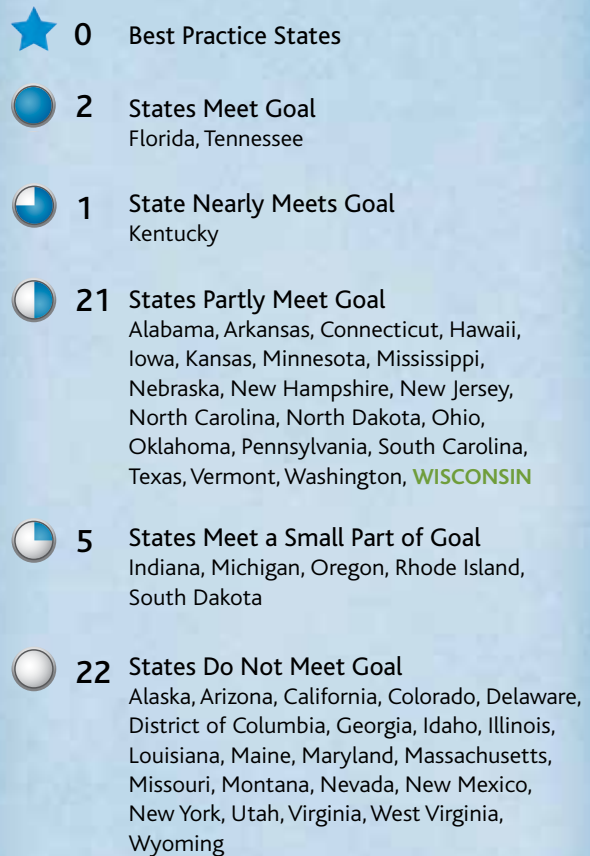 0 Best Practice States
2 States Meet Goal
Florida, Tennessee
1 State Nearly Meets Goal
Kentucky
21 States Partly Meet Goal
Alabama, Arkansas, Connecticut, Hawaii,
Iowa, Kansas, Minnesota, Mississippi,
Nebraska, New Hampshire, New Jersey,
North Carolina, North Dakota, Ohio,
Oklahoma, Pennsylvania, South Carolina,
Texas, Vermont, Washington, WISCONSIN
5 States Meet a Small Part of Goal
Indiana, Michigan, Oregon, Rhode Island,
South Dakota
22 States Do Not Meet Goal
Alaska, Arizona, California, Colorado, Delaware,
District of Columbia, Georgia, Idaho, Illinois,
Louisiana, Maine, Maryland, Massachusetts,
Missouri, Montana, Nevada, New Mexico,
New York, Utah, Virginia, West Virginia,
Wyoming